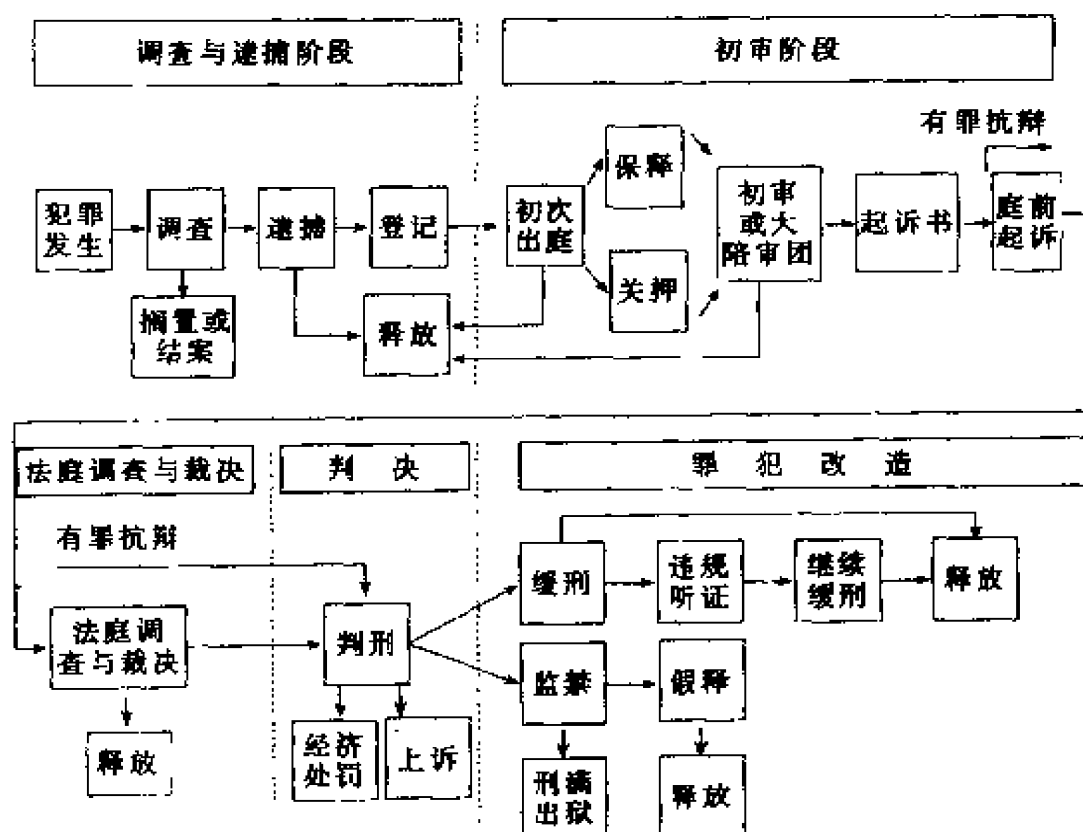 调查与逮捕阶段
初审阶段
有罪抗辩
犯罪
发生
调查
逮捕
登记
初次
出庭
保释
关押
初审
或大
陪审团
起诉书
庭前
起诉
搁置或
结案
释放
法庭调查与裁决
判决
罪犯改造
有罪抗辩
法庭调
查与裁决
释放
判刑
经济
处罚
上诉
缓刑
违规
听证
继续
缓刑
释放
监禁
假释
刑满
出狱
释放